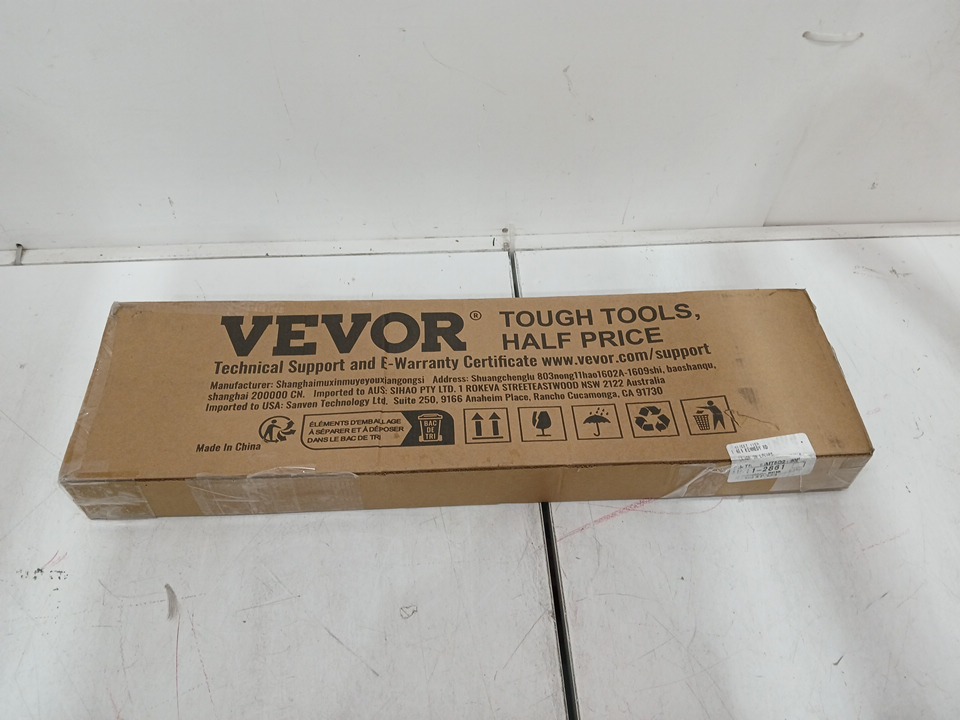 VEVOR®
TOUGH TOOLS,
HALF PRICE
Technical Support and E-Warranty Certificate www.vevor.com/support
Manufacturer: Shanghaimuxinmuyeyouxiangongsi Address: Shuangchenglu 803nong11hao1602A-1609shi, baoshanqu,
shanghai 200000 CN. Imported to AUS: SIHAO PTY LTD. 1 ROKEVA STREETEASTWOOD NSW 2122 Australia
Imported to USA: Sanven Technology Ltd. Suite 250, 9166 Anaheim Place, Rancho Cucamonga, CA 91730
Made In China
ÉLÉMENTS D'EMBALLAGE
À SÉPARER ET À DÉPOSER
DANS LE BAC DE TRI
BAC
DE
TRI